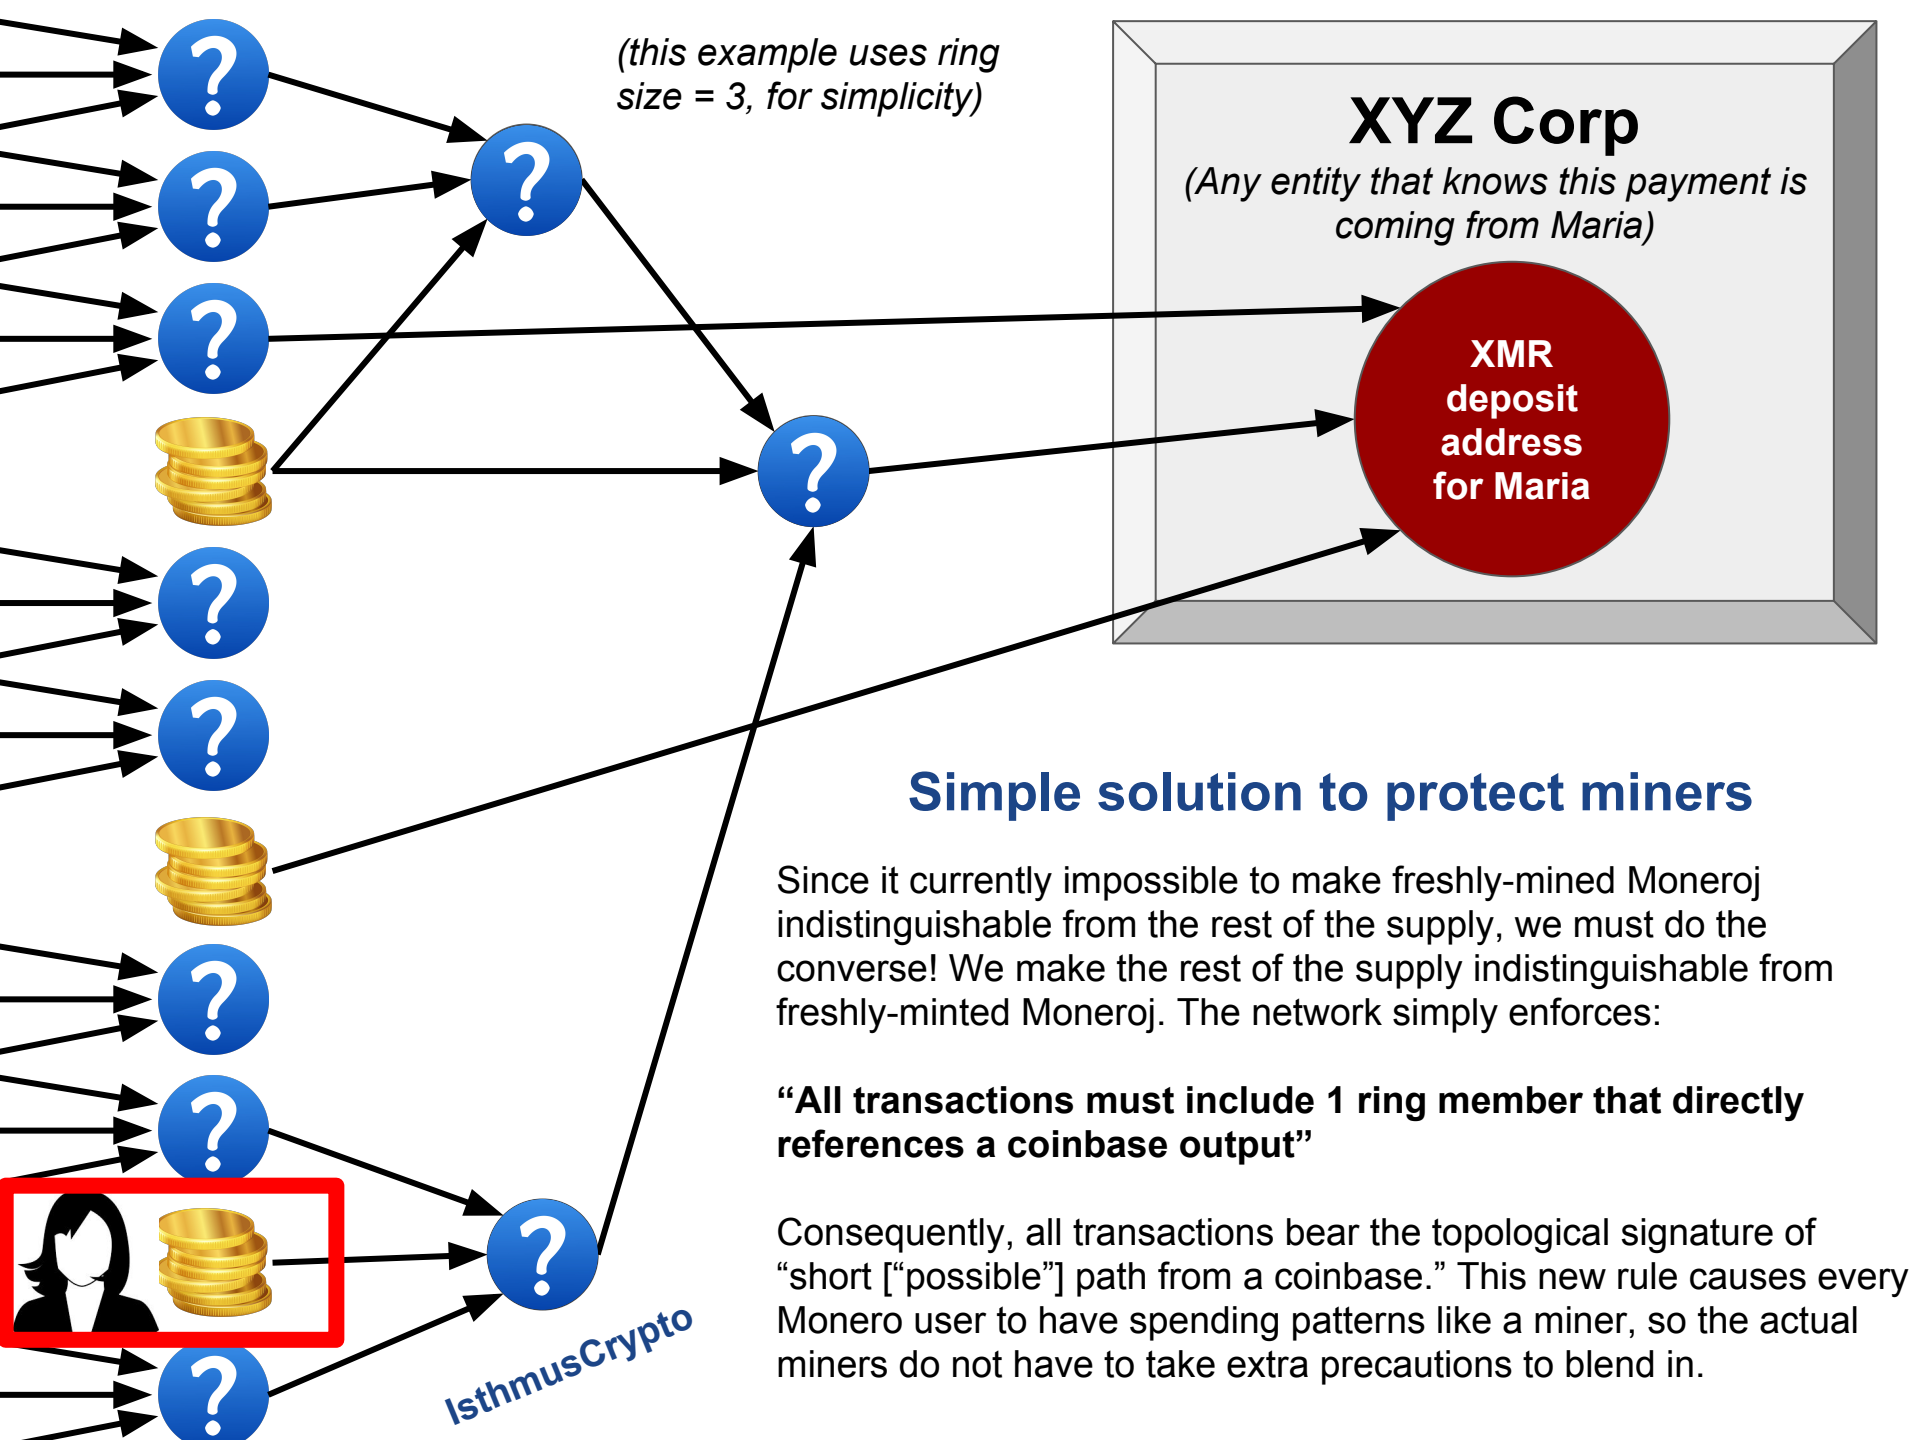 (this example uses ring
size = 3, for simplicity)
XYZ Corp
(Any entity that knows this payment is
coming from Maria)
XMR
deposit
address
for Maria
Simple solution to protect miners
Since it currently impossible to make freshly-mined Moneroj
indistinguishable from the rest of the supply, we must do the
converse! We make the rest of the supply indistinguishable from
freshly-minted Moneroj. The network simply enforces:
“All transactions must include 1 ring member that directly
references a coinbase output”
Consequently, all transactions bear the topological signature of
“short [“possible”] path from a coinbase.” This new rule causes every
Monero user to have spending patterns like a miner, so the actual
miners do not have to take extra precautions to blend in.
IsthmusCrypto
? 
?
?
?
?
?
?
?
?
?
?
?